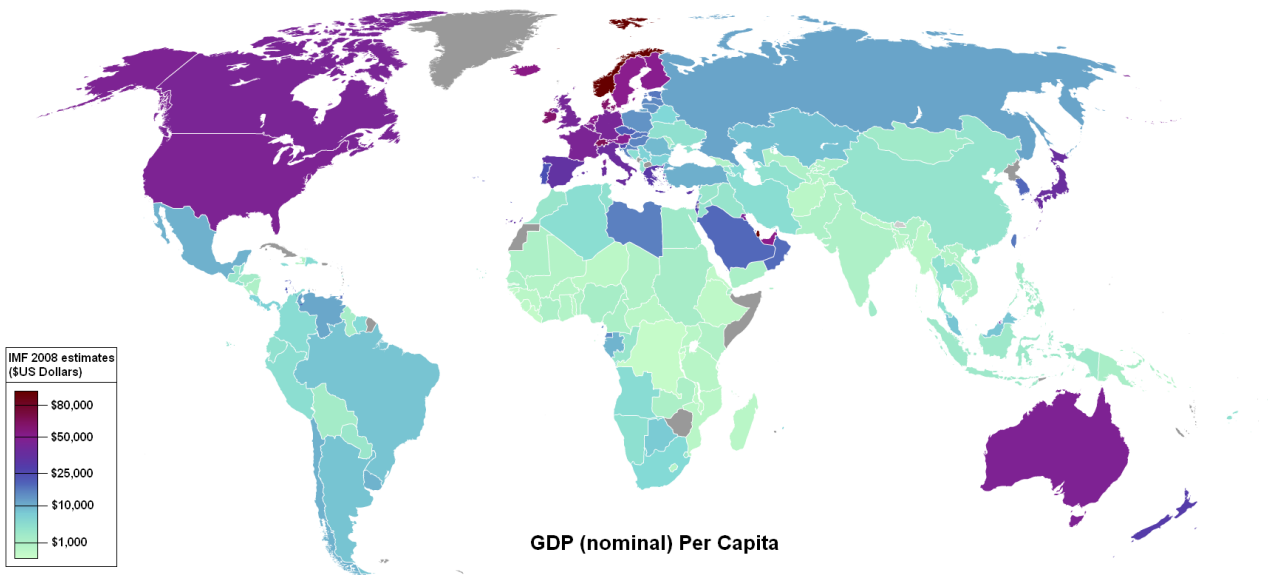 IMF 2008 estimates
($US Dollars)
$80,000
$50,000
$25,000
$10,000
$1,000
GDP (nominal) Per Capita